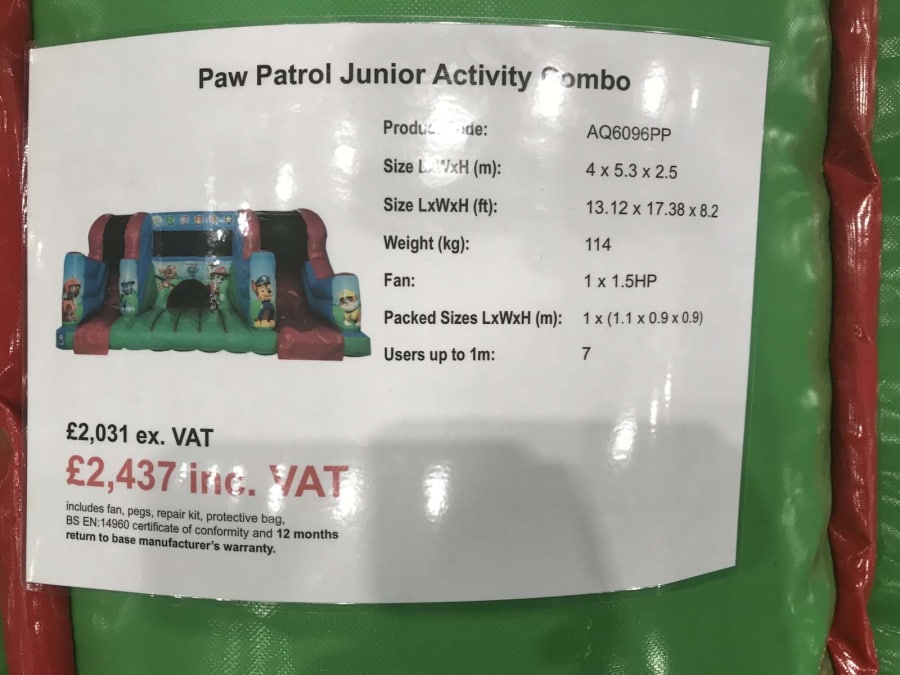 Paw Patrol Junior Activity Combo
Product Code: AQ6096PP
Size LxWxH (m): 4 x 5.3 x 2.5
Size LxWxH (ft): 13.12 x 17.38 x 8.2
Weight (kg): 114
Fan: 1 x 1.5HP
Packed Sizes LxWxH (m): 1 x (1.1 x 0.9 x 0.9)
Users up to 1m: 7
£2,031 ex. VAT
£2,437 inc. VAT
includes fan, pegs, repair kit, protective bag,
BS EN:14960 certificate of conformity and 12 months
return to base manufacturer's warranty.